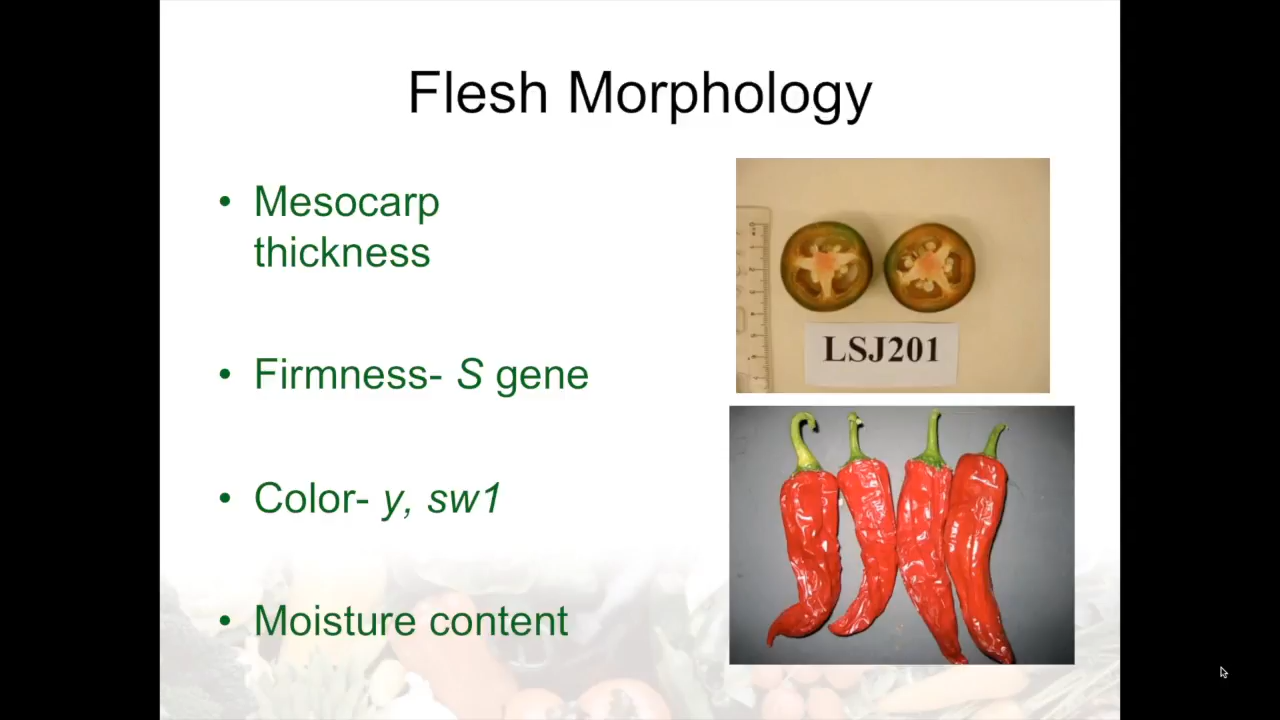 Flesh Morphology
• Mesocarp
thickness
• Firmness- S gene
• Color- y, sw1
• Moisture content
LSJ201